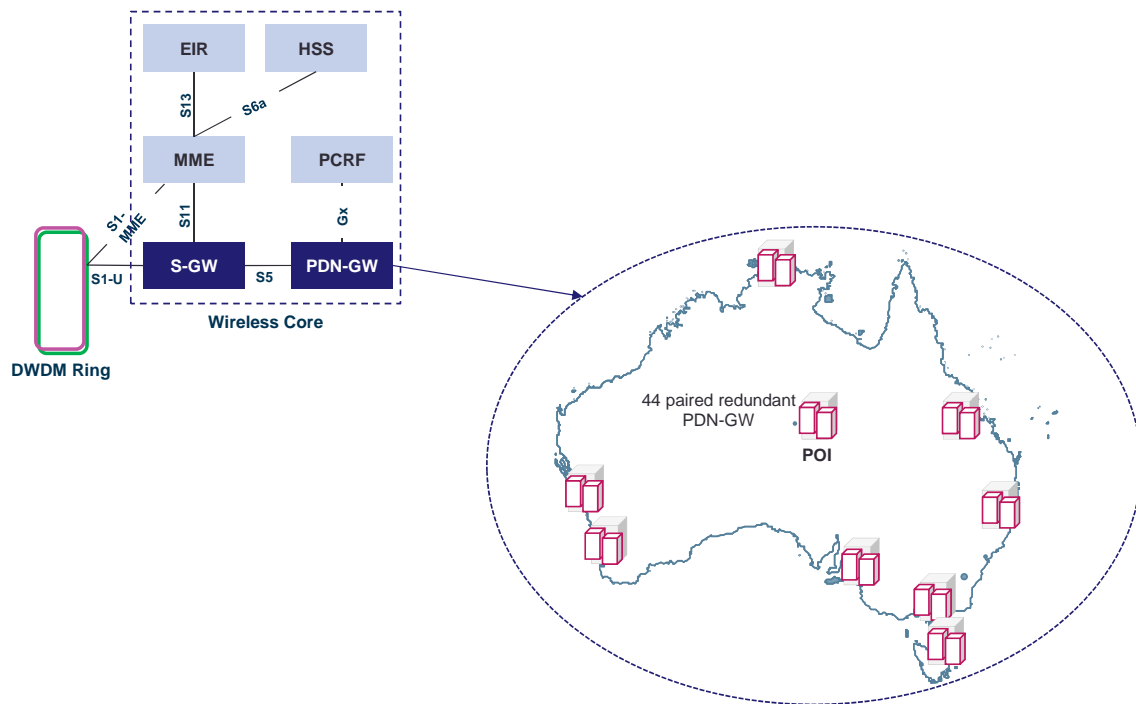 EIR
HSS
S13
S6a
MME
PCRF
S1-
MME
S11
Gx
S-GW
PDN-GW
S1-U
S5
Wireless Core
DWDM Ring
44 paired redundant
PDN-GW
POI